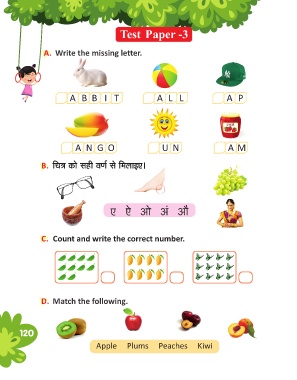 Test Paper -3
A. Write the missing letter.
A B B I T
A L L
A P
A N G O
U N
A M
B. चित्र को सही वर्ण से मिलाइए।
ए ऐ ओ अं औ
C. Count and write the correct number.
D. Match the following.
Apple Plums Peaches Kiwi
120